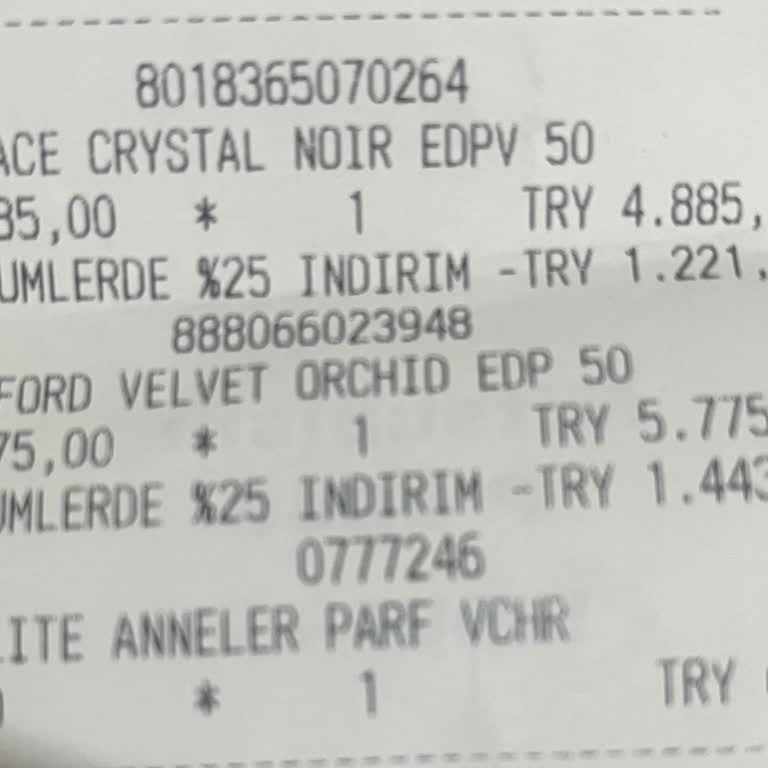 8018365070264
ACE CRYSTAL NOIR EDPV 50
85,00 * 1 TRY 4.885,
UMLERDE %25 INDIRIM -TRY 1.221,
888066023948
FORD VELVET ORCHID EDP 50
75,00 * 1 TRY 5.775
UMLERDE %25 INDIRIM -TRY 1.443
0777246
LITE ANNELER PARF VCHR
* 1 TRY